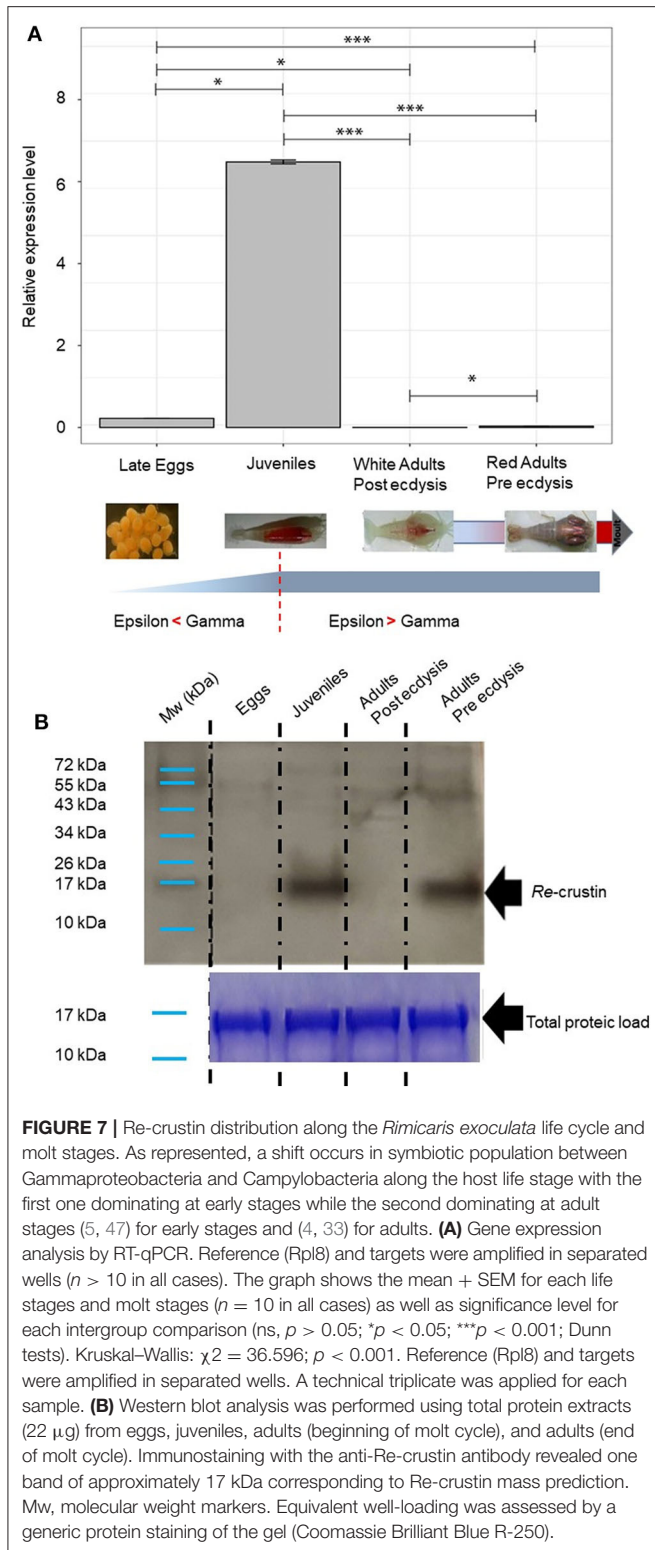 A
***
*
*
***
***
*
8
6
4
2
0
Relative expression level
Late Eggs
Juveniles
White Adults
Post ecdysis
Red Adults
Pre ecdysis
Moult
Epsilon < Gamma
Epsilon > Gamma
B
Mw (kDa)
Eggs
Juveniles
Adults
Post ecdysis
Adults
Pre ecdysis
72 kDa
55 kDa
43 kDa
34 kDa
26 kDa
17 kDa
10 kDa
Re-crustin
17 kDa
10 kDa
Total proteic load
FIGURE 7 | Re-crustin distribution along the Rimicaris exoculata life cycle and
molt stages. As represented, a shift occurs in symbiotic population between
Gammaproteobacteria and Campylobacteria along the host life stage with the
first one dominating at early stages while the second dominating at adult
stages (5, 47) for early stages and (4, 33) for adults. (A) Gene expression
analysis by RT-qPCR. Reference (Rpl8) and targets were amplified in separated
wells (n > 10 in all cases). The graph shows the mean + SEM for each life
stages and molt stages (n = 10 in all cases) as well as significance level for
each intergroup comparison (ns, p > 0.05; *p < 0.05; ***p < 0.001; Dunn
tests). Kruskal–Wallis: χ2 = 36.596; p < 0.001. Reference (Rpl8) and targets
were amplified in separated wells. A technical triplicate was applied for each
sample. (B) Western blot analysis was performed using total protein extracts
(22 μg) from eggs, juveniles, adults (beginning of molt cycle), and adults (end
of molt cycle). Immunostaining with the anti-Re-crustin antibody revealed one
band of approximately 17 kDa corresponding to Re-crustin mass prediction.
Mw, molecular weight markers. Equivalent well-loading was assessed by a
generic protein staining of the gel (Coomassie Brilliant Blue R-250).